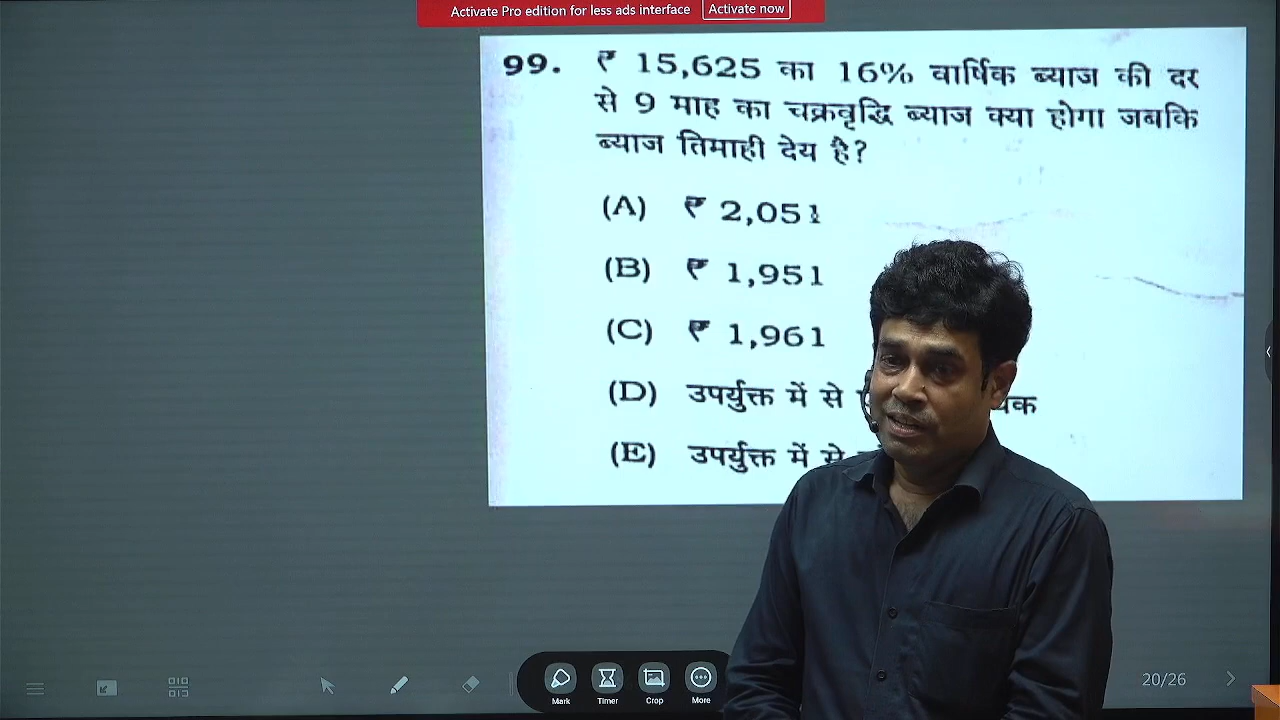 Activate Pro edition for less ads interface Activate now
99. ₹ 15,625 का 16% वार्षिक ब्याज की दर
से 9 माह का चक्रवृद्धि ब्याज क्या होगा जबकि
ब्याज तिमाही देय है?
(A) ₹ 2,051
(B) ₹ 1,951
(C) ₹ 1,961
(D) उपर्युक्त में से
(E) उपर्युक्त में से
Mark Timer Crop More
20/26